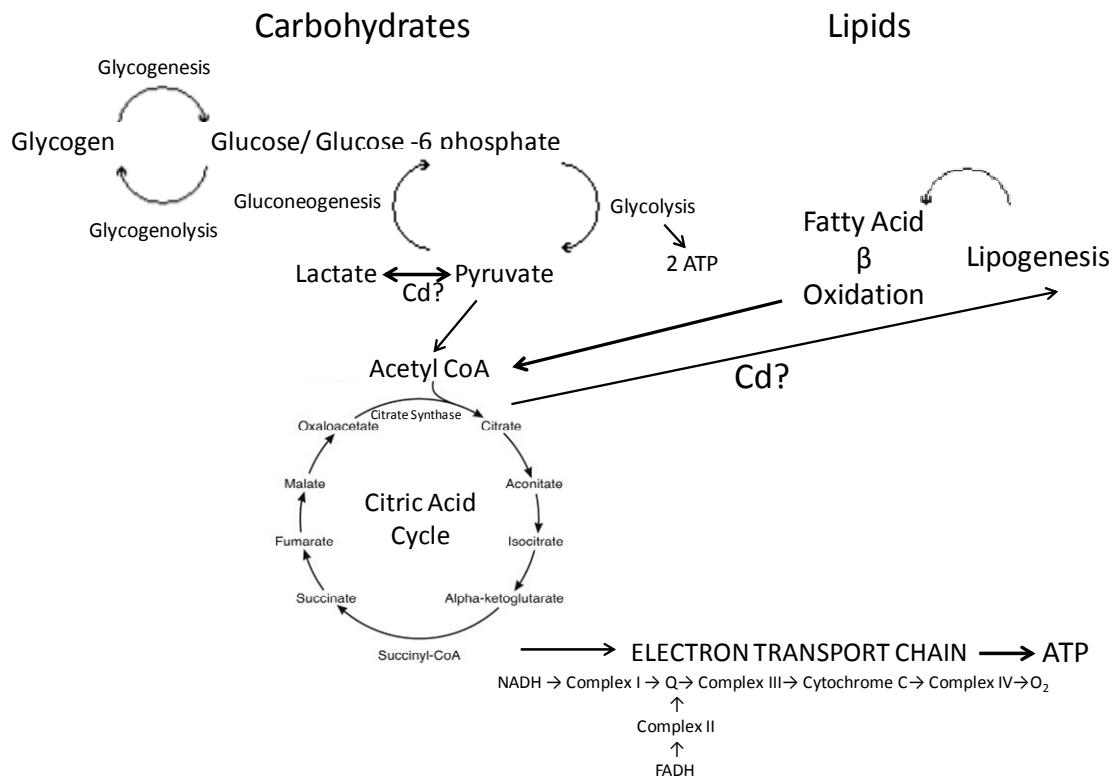 Carbohydrates
Lipids
Glycogenesis
Glycogen
Glucose/ Glucose -6 phosphate
Gluconeogenesis
Glycolysis
Glycogenolysis
2 ATP
Fatty Acid
β
Oxidation
Lipogenesis
Lactate
Pyruvate
Cd?
Acetyl CoA
Cd?
Citrate Synthase
Oxaloacetate
Citrate
Malate
Aconitate
Citric Acid
Cycle
Fumarate
Isocitrate
Succinate
Alpha-ketoglutarate
Succinyl-CoA
ELECTRON TRANSPORT CHAIN → ATP
NADH → Complex I → Q→ Complex III→ Cytochrome C→ Complex IV→O₂
↑
Complex II
↑
FADH